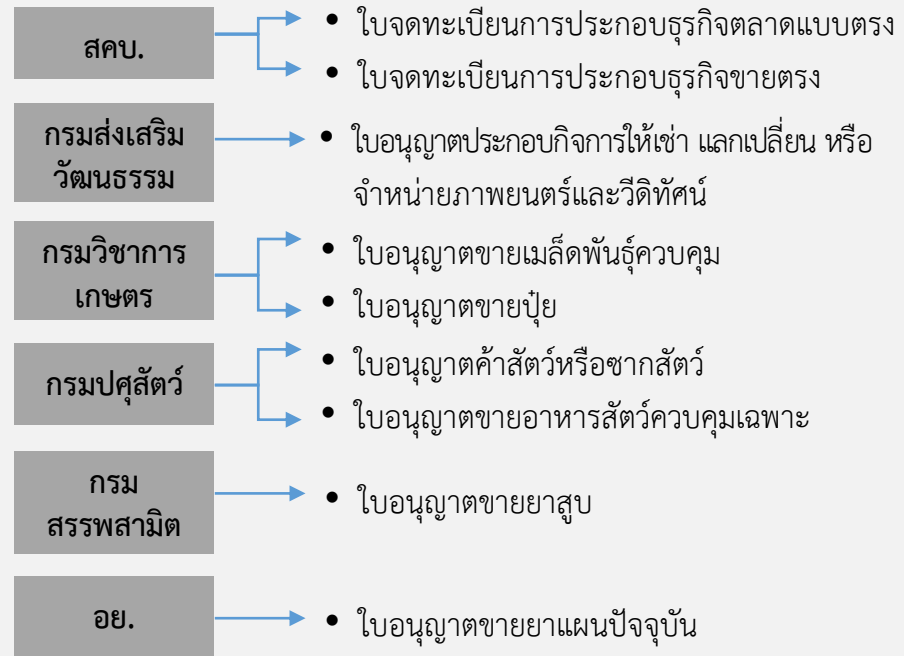 สคบ.
• ใบจดทะเบียนการประกอบธุรกิจตลาดแบบตรง
• ใบจดทะเบียนการประกอบธุรกิจขายตรง
กรมส่งเสริม
วัฒนธรรม
• ใบอนุญาตประกอบกิจการให้เช่า แลกเปลี่ยน หรือ
จำหน่ายภาพยนตร์และวีดิทัศน์
กรมวิชาการ
เกษตร
• ใบอนุญาตขายเมล็ดพันธุ์ควบคุม
• ใบอนุญาตขายปุ๋ย
กรมปศุสัตว์
• ใบอนุญาตค้าสัตว์หรือซากสัตว์
• ใบอนุญาตขายอาหารสัตว์ควบคุมเฉพาะ
กรม
สรรพสามิต
• ใบอนุญาตขายยาสูบ
อย.
• ใบอนุญาตขายยาแผนปัจจุบัน